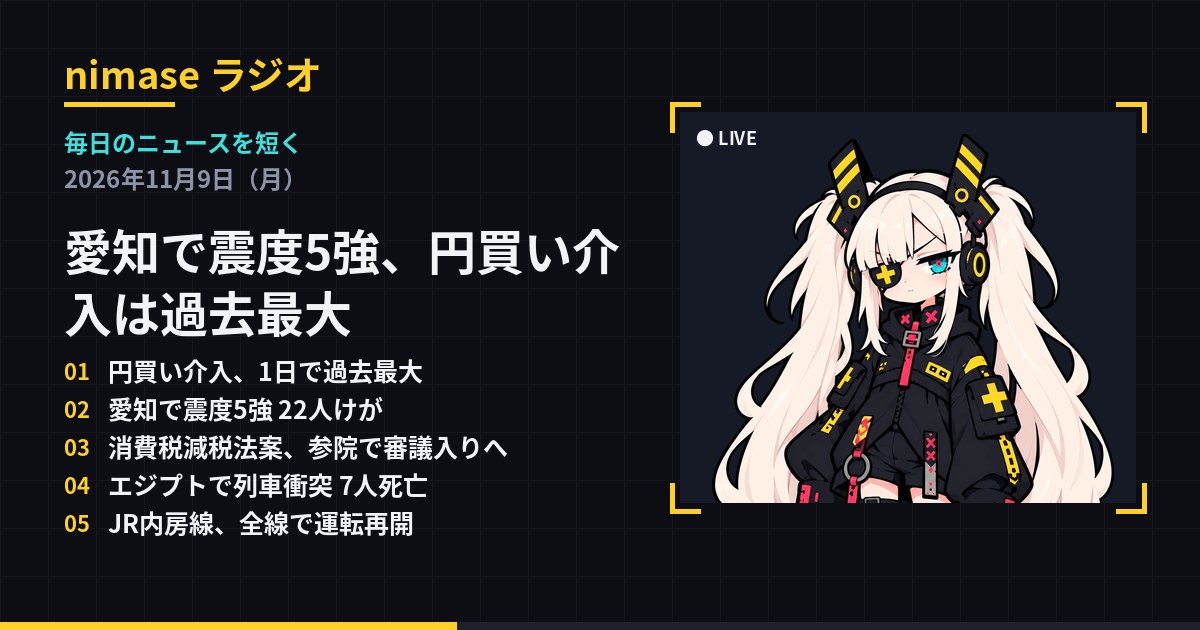 nimase ラジオ
毎日のニュースを短く
2026年11月9日（月）
愛知で震度5強、円買い介
入は過去最大
01 円買い介入、1日で過去最大
02 愛知で震度5強 22人けが
03 消費税減税法案、参院で審議入りへ
04 エジプトで列車衝突 7人死亡
05 JR内房線、全線で運転再開
LIVE